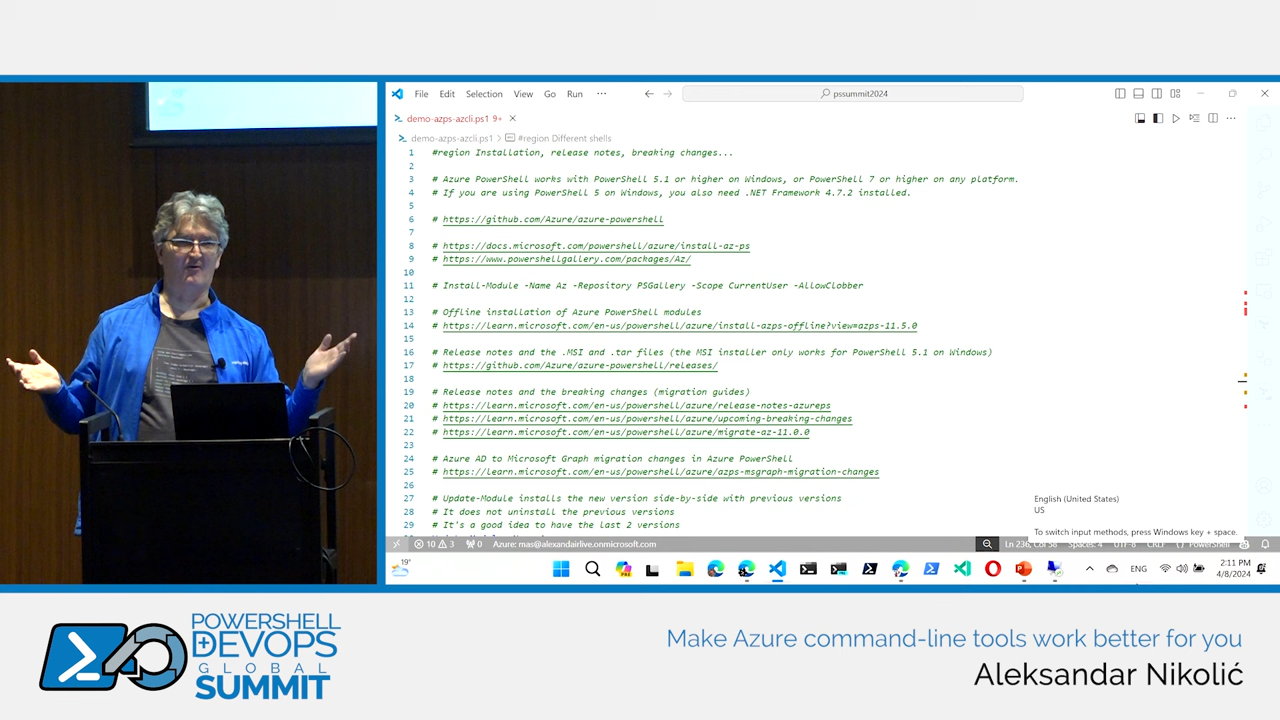 File Edit Selection View Go Run ··· pssummit2024
demo-azps-azcli.ps1 9+
demo-azps-azcli.ps1 > #region Different shells
1 #region Installation, release notes, breaking changes...
2
3 # Azure PowerShell works with PowerShell 5.1 or higher on Windows, or PowerShell 7 or higher on any platform.
4 # If you are using PowerShell 5 on Windows, you also need .NET Framework 4.7.2 installed.
5
6 # https://github.com/Azure/azure-powershell
7
8 # https://docs.microsoft.com/powershell/azure/install-az-ps
9 # https://www.powershellgallery.com/packages/Az/
10
11 # Install-Module -Name Az -Repository PSGallery -Scope CurrentUser -AllowClobber
12
13 # Offline installation of Azure PowerShell modules
14 # https://learn.microsoft.com/en-us/powershell/azure/install-azps-offline?view=azps-11.5.0
15
16 # Release notes and the .MSI and .tar files (the MSI installer only works for PowerShell 5.1 on Windows)
17 # https://github.com/Azure/azure-powershell/releases/
18
19 # Release notes and the breaking changes (migration guides)
20 # https://learn.microsoft.com/en-us/powershell/azure/release-notes-azureps
21 # https://learn.microsoft.com/en-us/powershell/azure/upcoming-breaking-changes
22 # https://learn.microsoft.com/en-us/powershell/azure/migrate-az-11.0.0
23
24 # Azure AD to Microsoft Graph migration changes in Azure PowerShell
25 # https://learn.microsoft.com/en-us/powershell/azure/azps-msgraph-migration-changes
26
27 # Update-Module installs the new version side-by-side with previous versions
28 # It does not uninstall the previous versions
29 # It's a good idea to have the last 2 versions
English (United States)
US
To switch input methods, press Windows key + space.
10 3 0 Azure: mas@alexandairlive.onmicrosoft.com
19°
ENG
2:11 PM
4/8/2024
POWERSHELL
+DEVOPS
GLOBAL
SUMMIT
Make Azure command-line tools work better for you
Aleksandar Nikolić